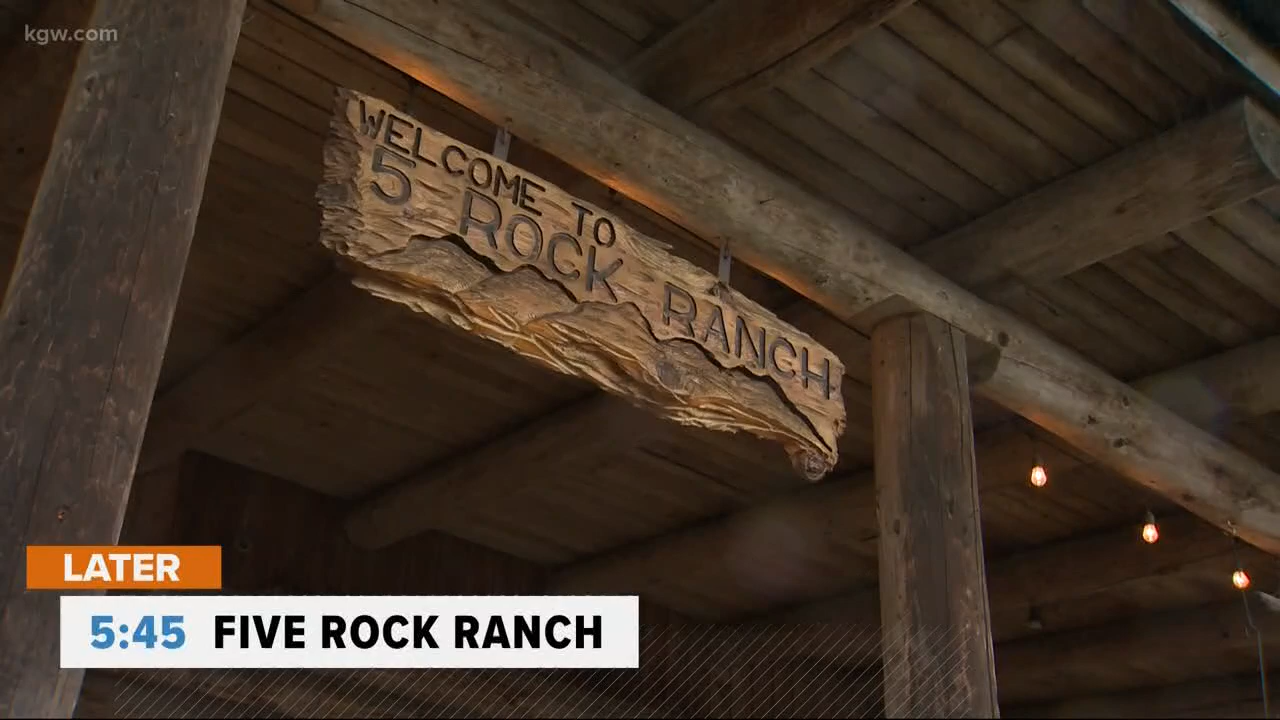 kgw.com
WELCOME TO
5 ROCK RANCH
LATER
5:45 FIVE ROCK RANCH